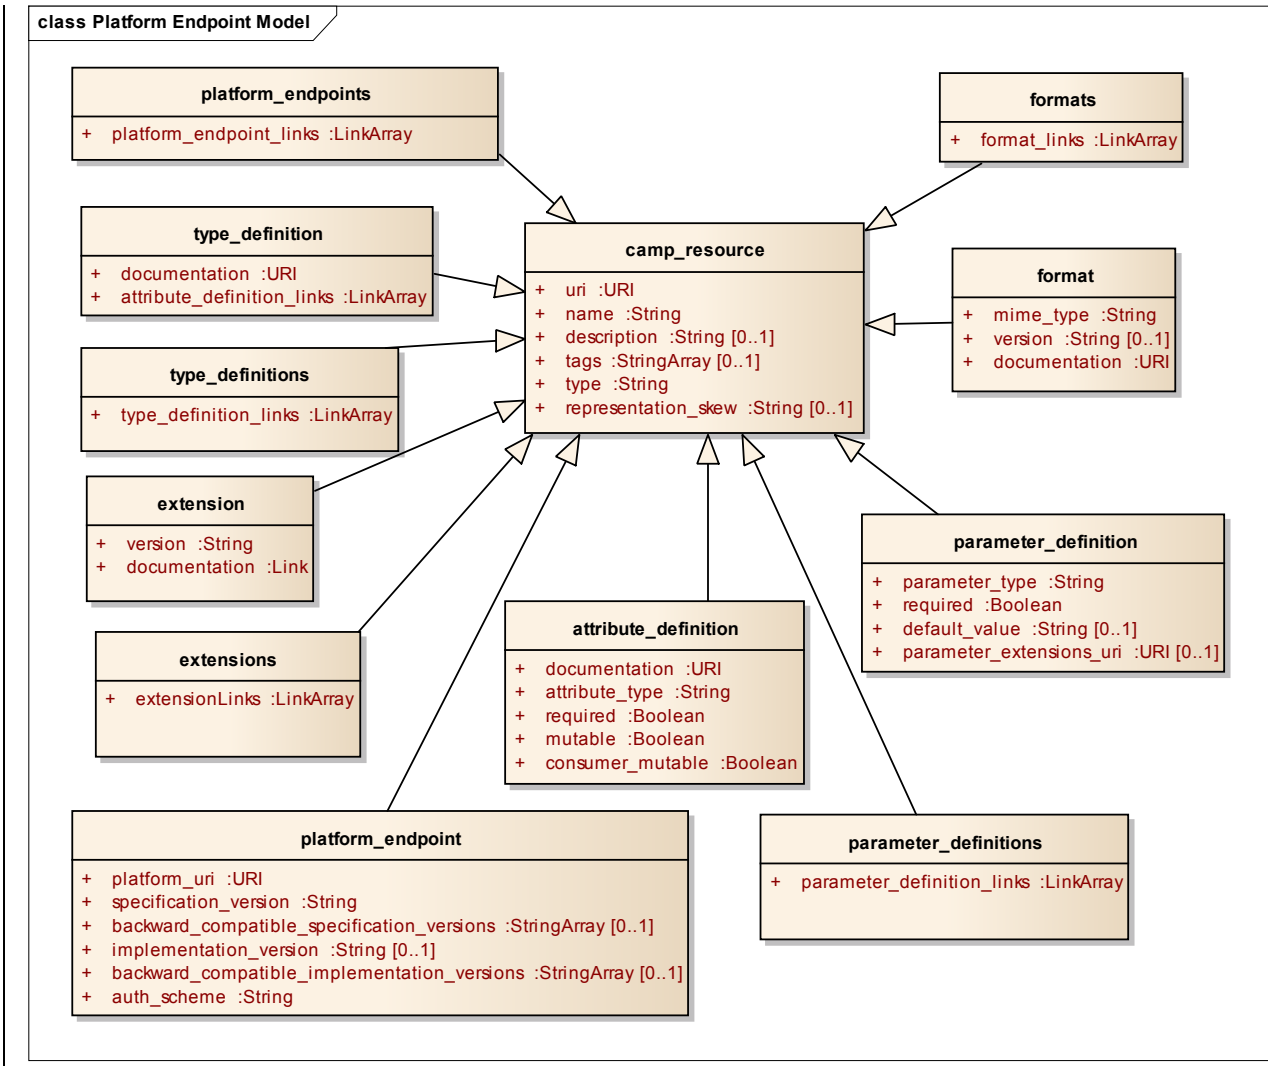 class Platform Endpoint Model
platform_endpoints
+ platform_endpoint_links :LinkArray
formats
+ format_links :LinkArray
type_definition
+ documentation :URI
+ attribute_definition_links :LinkArray
camp_resource
+ uri :URI
+ name :String
+ description :String [0..1]
+ tags :StringArray [0..1]
+ type :String
+ representation_skew :String [0..1]
format
+ mime_type :String
+ version :String [0..1]
+ documentation :URI
type_definitions
+ type_definition_links :LinkArray
extension
+ version :String
+ documentation :Link
parameter_definition
+ parameter_type :String
+ required :Boolean
+ default_value :String [0..1]
+ parameter_extensions_uri :URI [0..1]
extensions
+ extensionLinks :LinkArray
attribute_definition
+ documentation :URI
+ attribute_type :String
+ required :Boolean
+ mutable :Boolean
+ consumer_mutable :Boolean
platform_endpoint
+ platform_uri :URI
+ specification_version :String
+ backward_compatible_specification_versions :StringArray [0..1]
+ implementation_version :String [0..1]
+ backward_compatible_implementation_versions :StringArray [0..1]
+ auth_scheme :String
parameter_definitions
+ parameter_definition_links :LinkArray